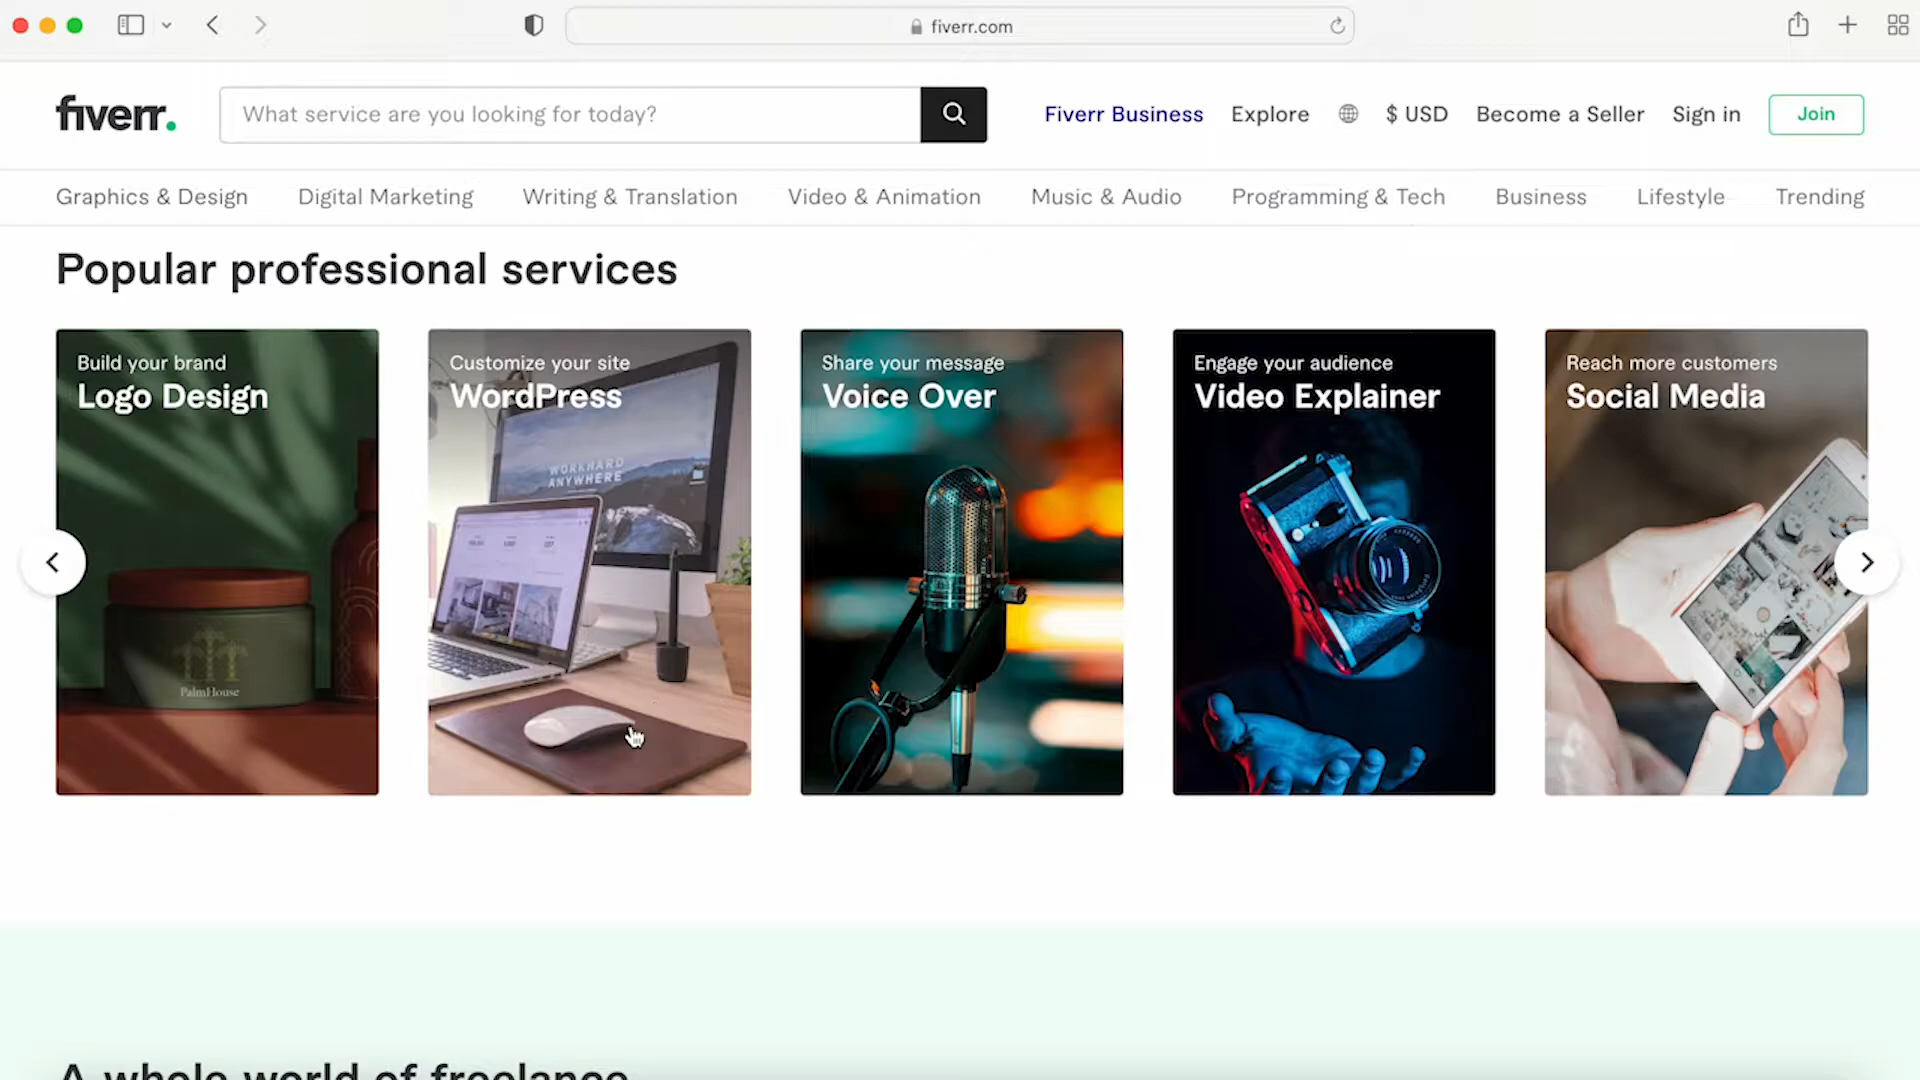 fiverr.com
fiverr.
What service are you looking for today?
Fiverr Business
Explore
$ USD
Become a Seller
Sign in
Join
Graphics & Design
Digital Marketing
Writing & Translation
Video & Animation
Music & Audio
Programming & Tech
Business
Lifestyle
Trending
Popular professional services
Build your brand
Logo Design
PalmHouse
Customize your site
WordPress
WORKHARD
ANYWHERE
Share your message
Voice Over
Engage your audience
Video Explainer
Reach more customers
Social Media
A whole world of freelance